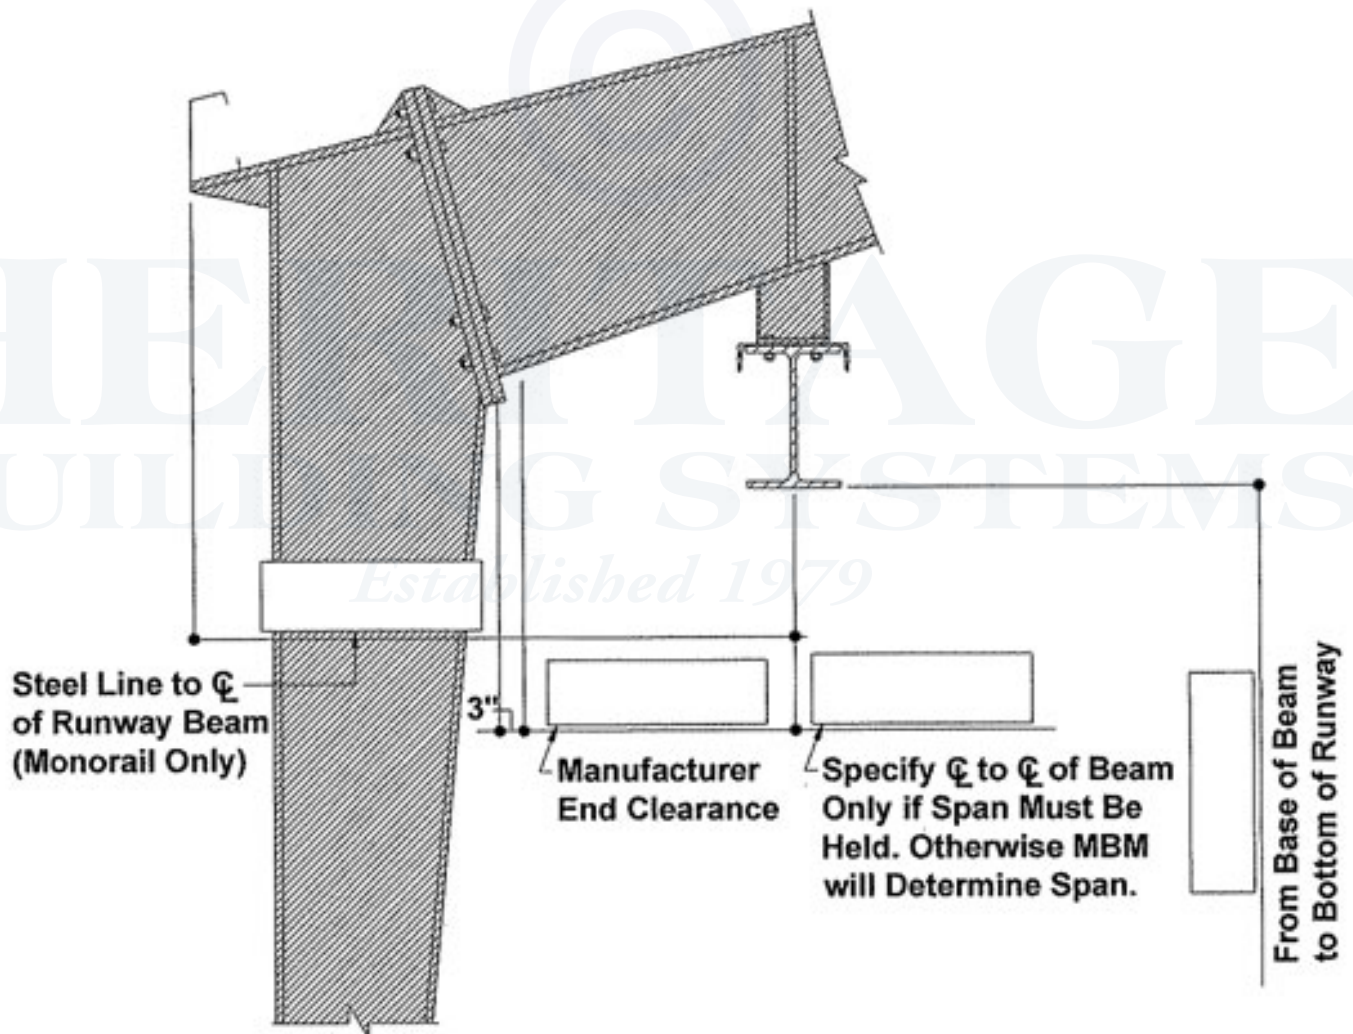 ©
HERITAGE
BUILDING SYSTEMS
Established 1979
Steel Line to ℄
of Runway Beam
(Monorail Only)
3"
Manufacturer
End Clearance
Specify ℄ to ℄ of Beam
Only if Span Must Be
Held. Otherwise MBM
will Determine Span.
From Base of Beam
to Bottom of Runway